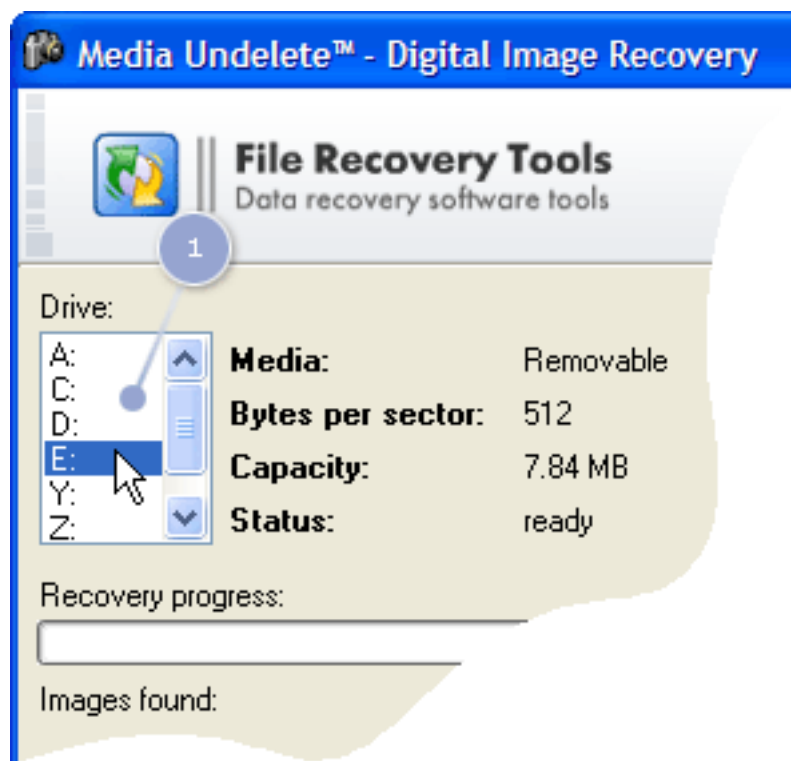 Media Undelete™ - Digital Image Recovery
File Recovery Tools
Data recovery software tools
1
Drive:
A:
C:
D:
E:
Y:
Z:
Media: Removable
Bytes per sector: 512
Capacity: 7.84 MB
Status: ready
Recovery progress:
Images found: